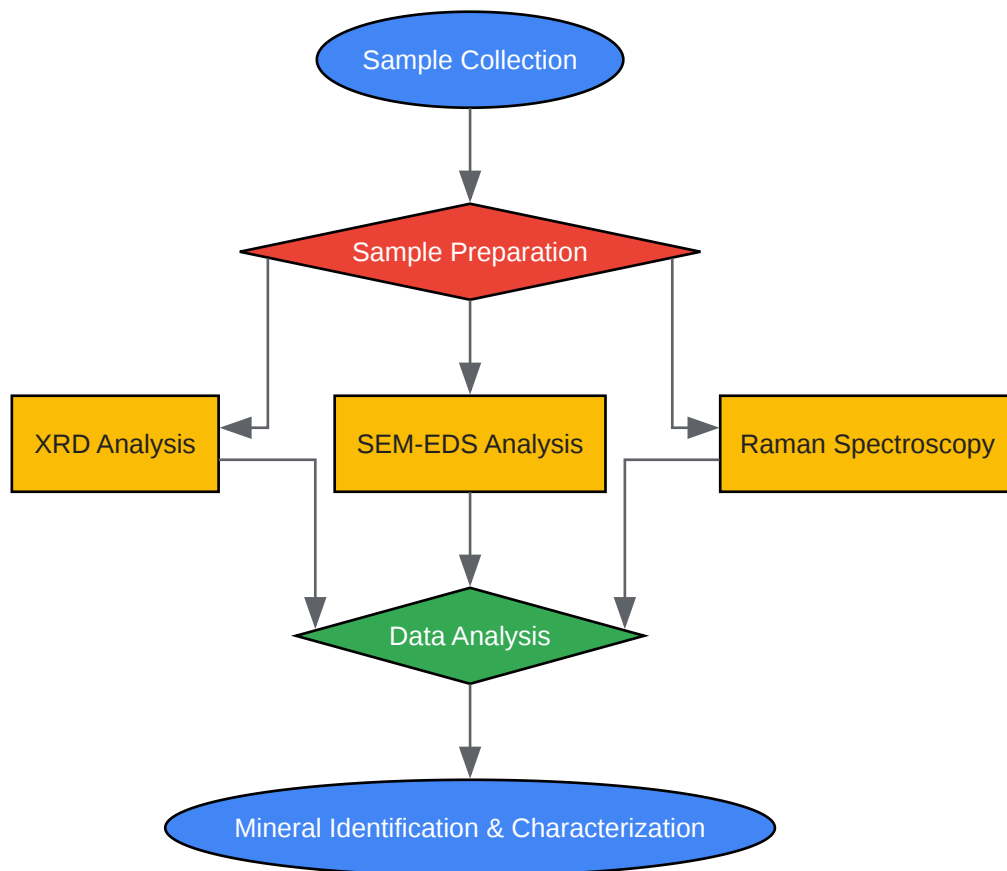 Sample Collection
Sample Preparation
XRD Analysis
SEM-EDS Analysis
Raman Spectroscopy
Data Analysis
Mineral Identification & Characterization